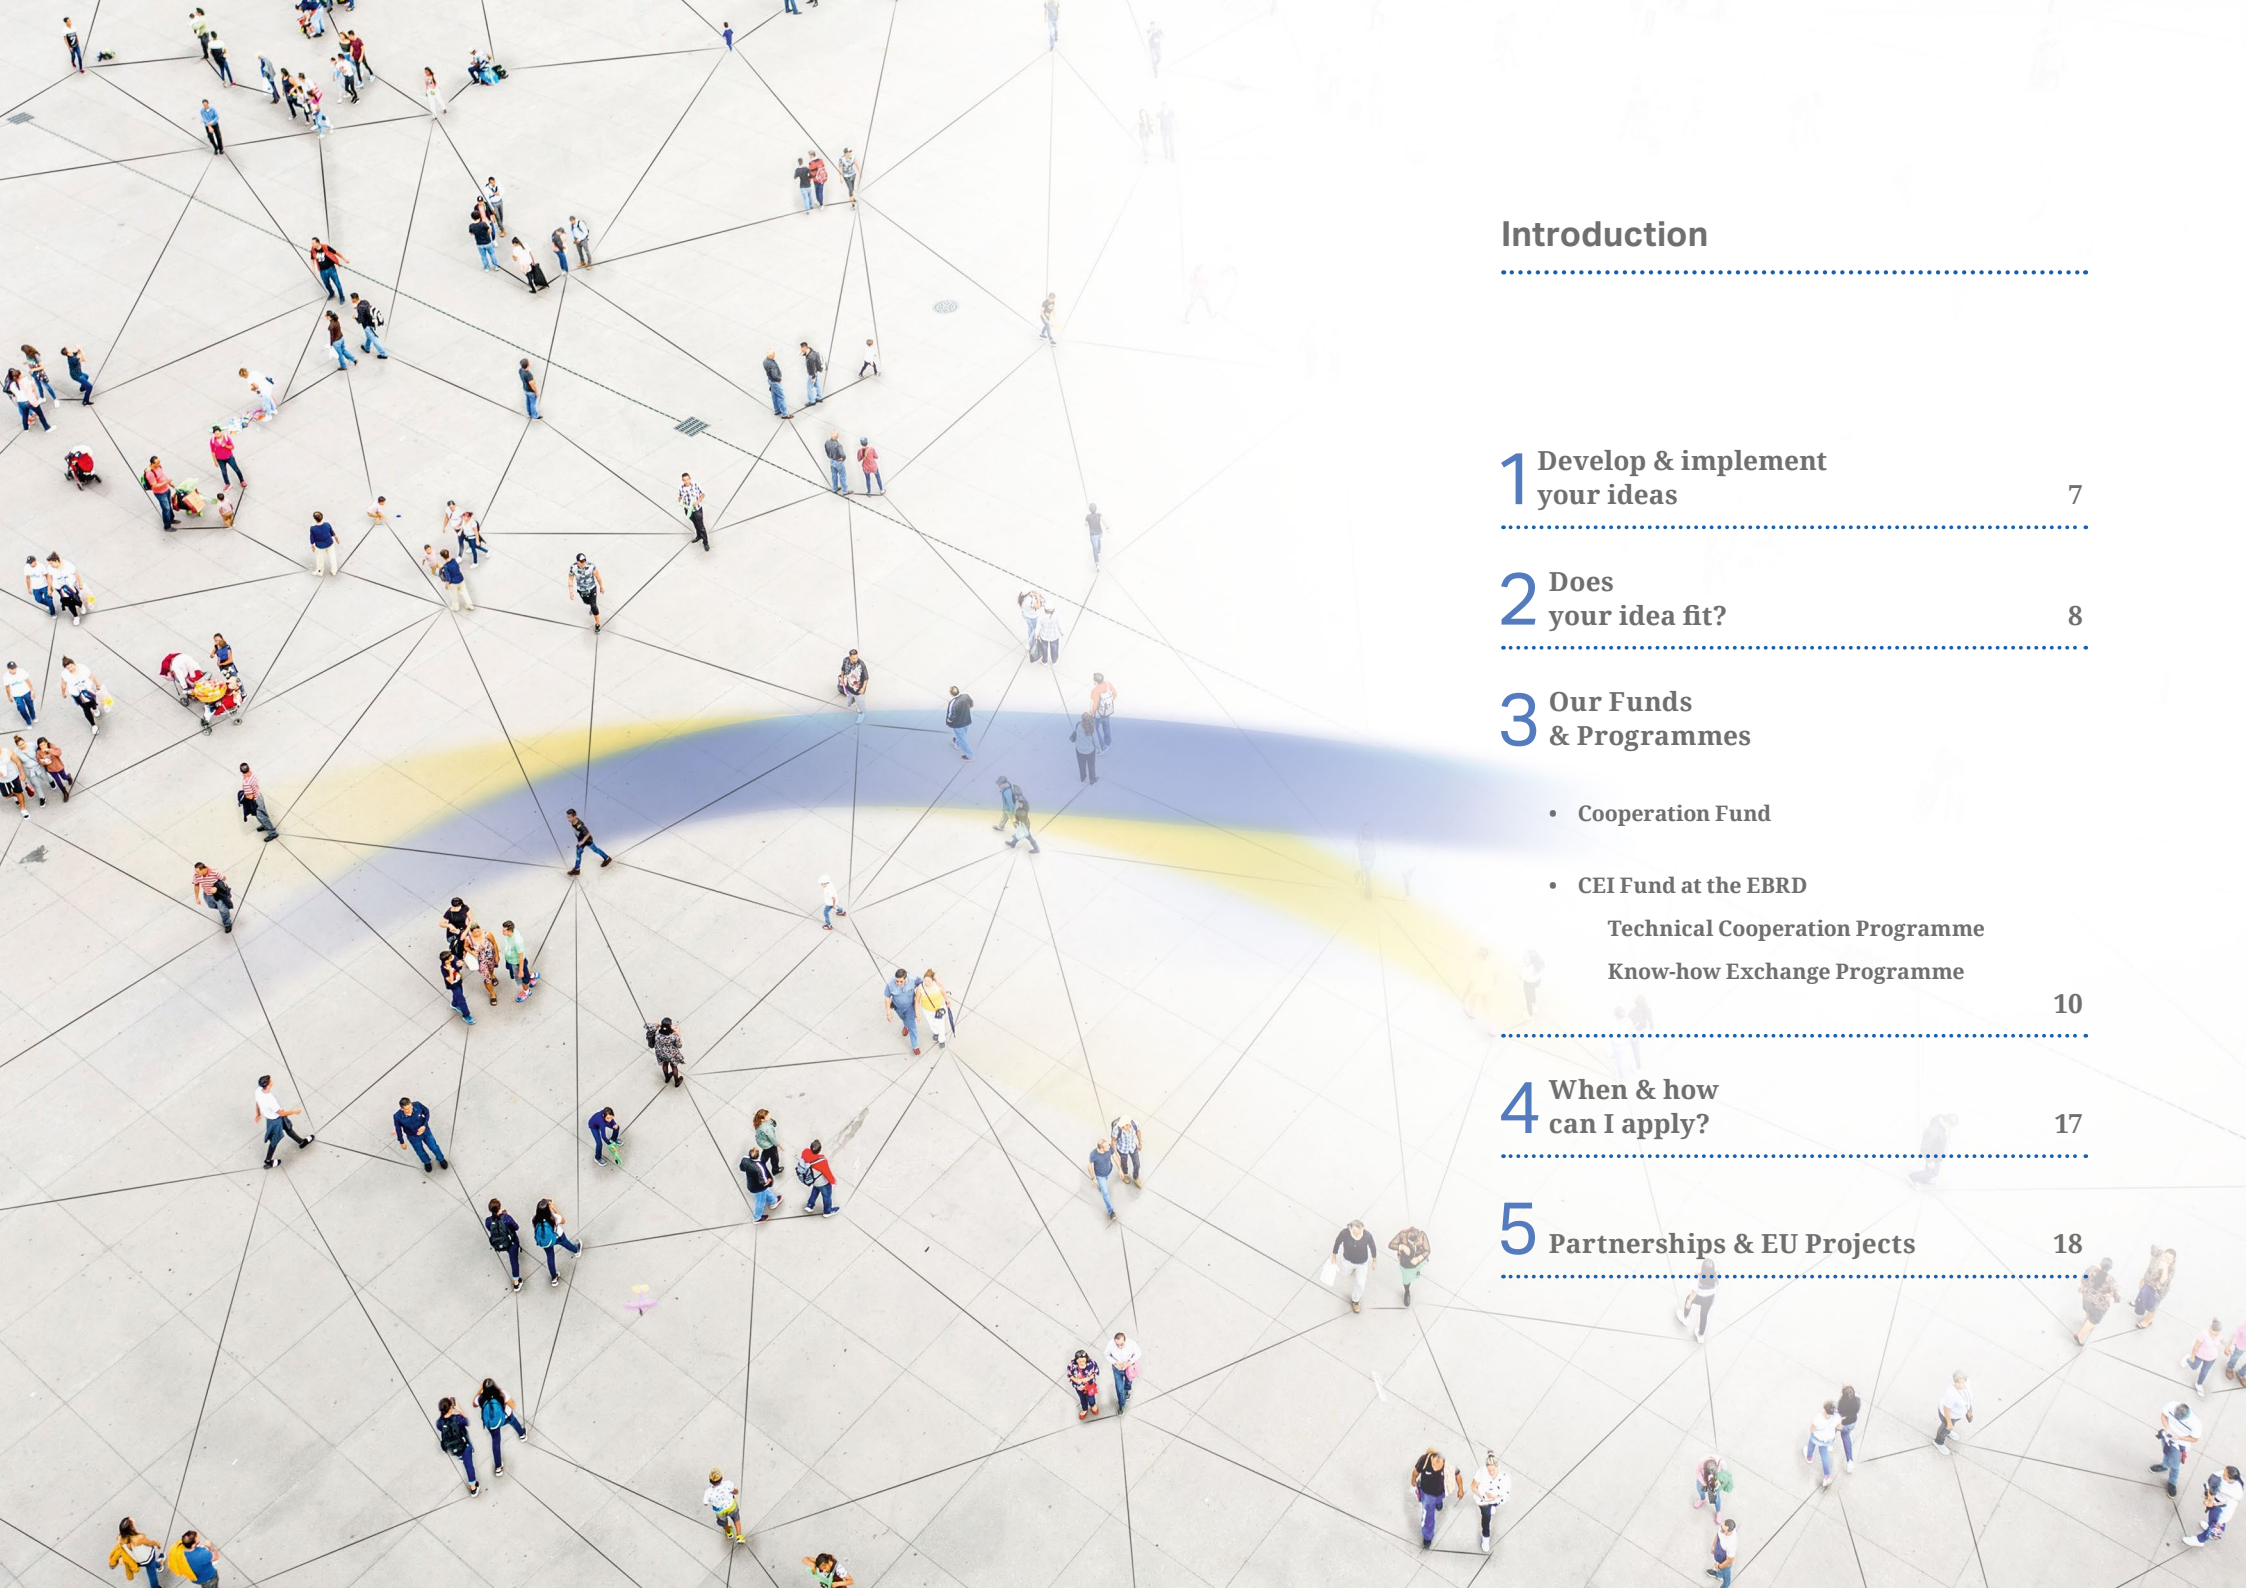 Introduction
1 Develop & implement
your ideas 7
2 Does
your idea fit? 8
3 Our Funds
& Programmes
• Cooperation Fund
• CEI Fund at the EBRD
Technical Cooperation Programme
Know-how Exchange Programme
10
4 When & how
can I apply? 17
5 Partnerships & EU Projects 18